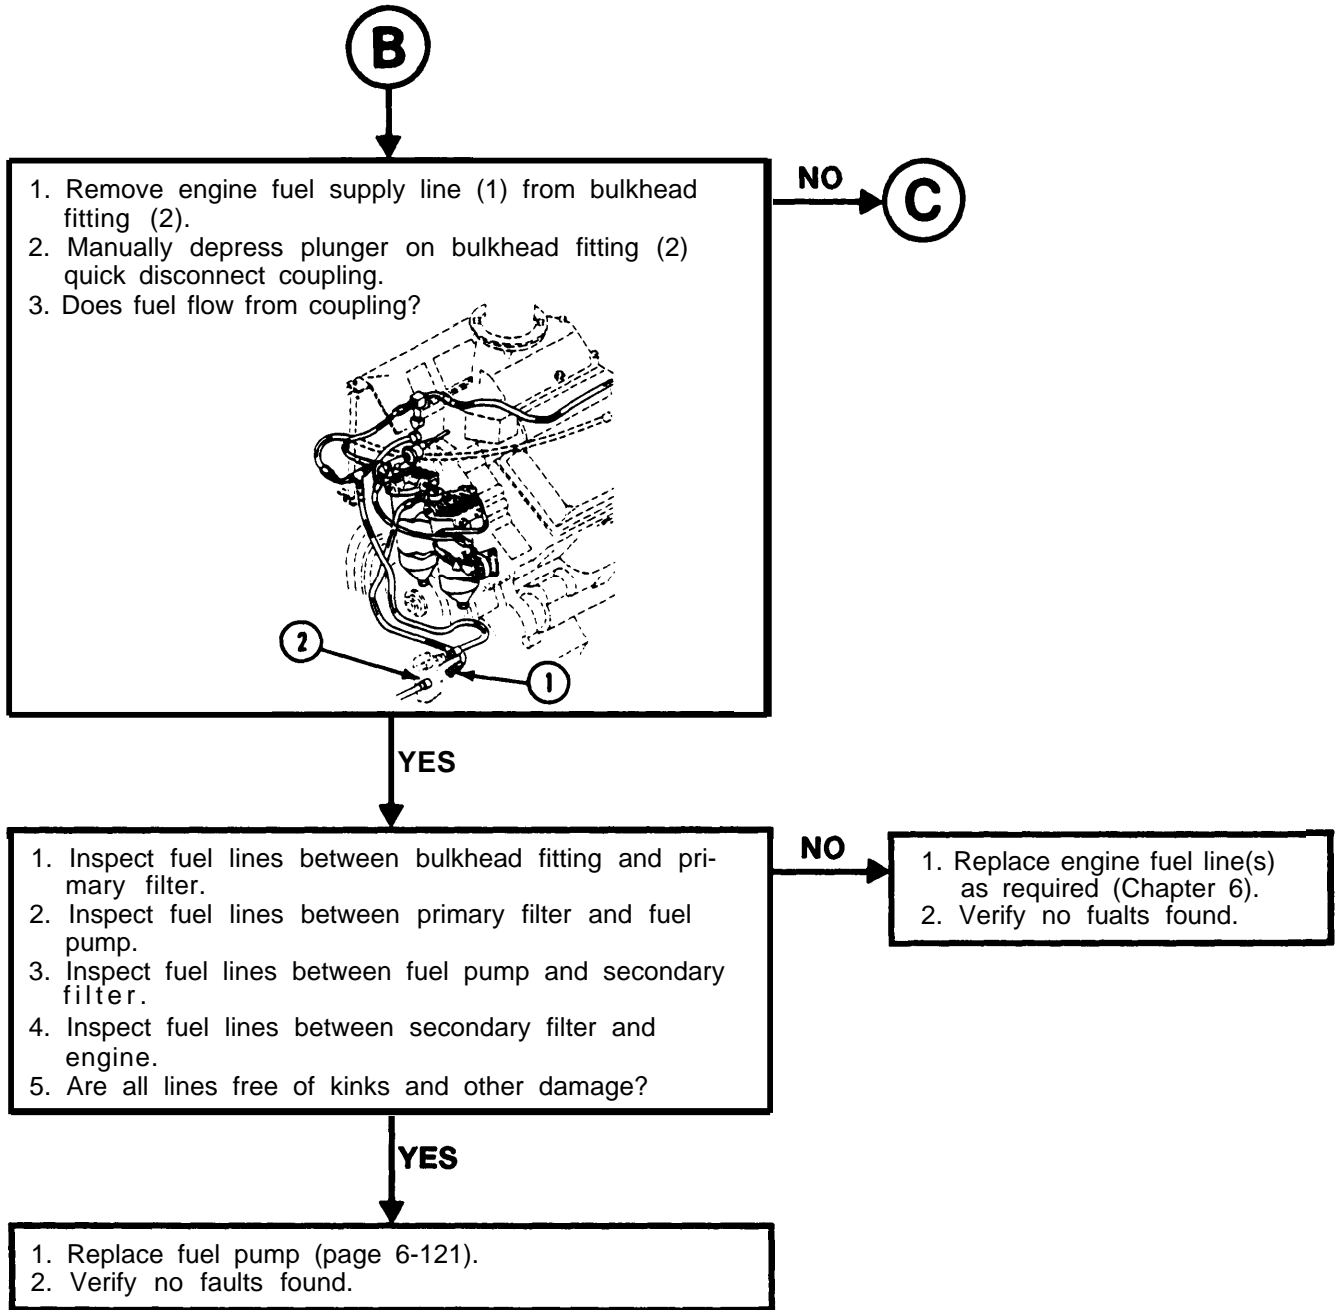 B
1. Remove engine fuel supply line (1) from bulkhead
fitting (2).
2. Manually depress plunger on bulkhead fitting (2)
quick disconnect coupling.
3. Does fuel flow from coupling?
NO
C
2
1
YES
1. Inspect fuel lines between bulkhead fitting and pri-
mary filter.
2. Inspect fuel lines between primary filter and fuel
pump.
3. Inspect fuel lines between fuel pump and secondary
filter.
4. Inspect fuel lines between secondary filter and
engine.
5. Are all lines free of kinks and other damage?
NO
1. Replace engine fuel line(s)
as required (Chapter 6).
2. Verify no fualts found.
YES
1. Replace fuel pump (page 6-121).
2. Verify no faults found.